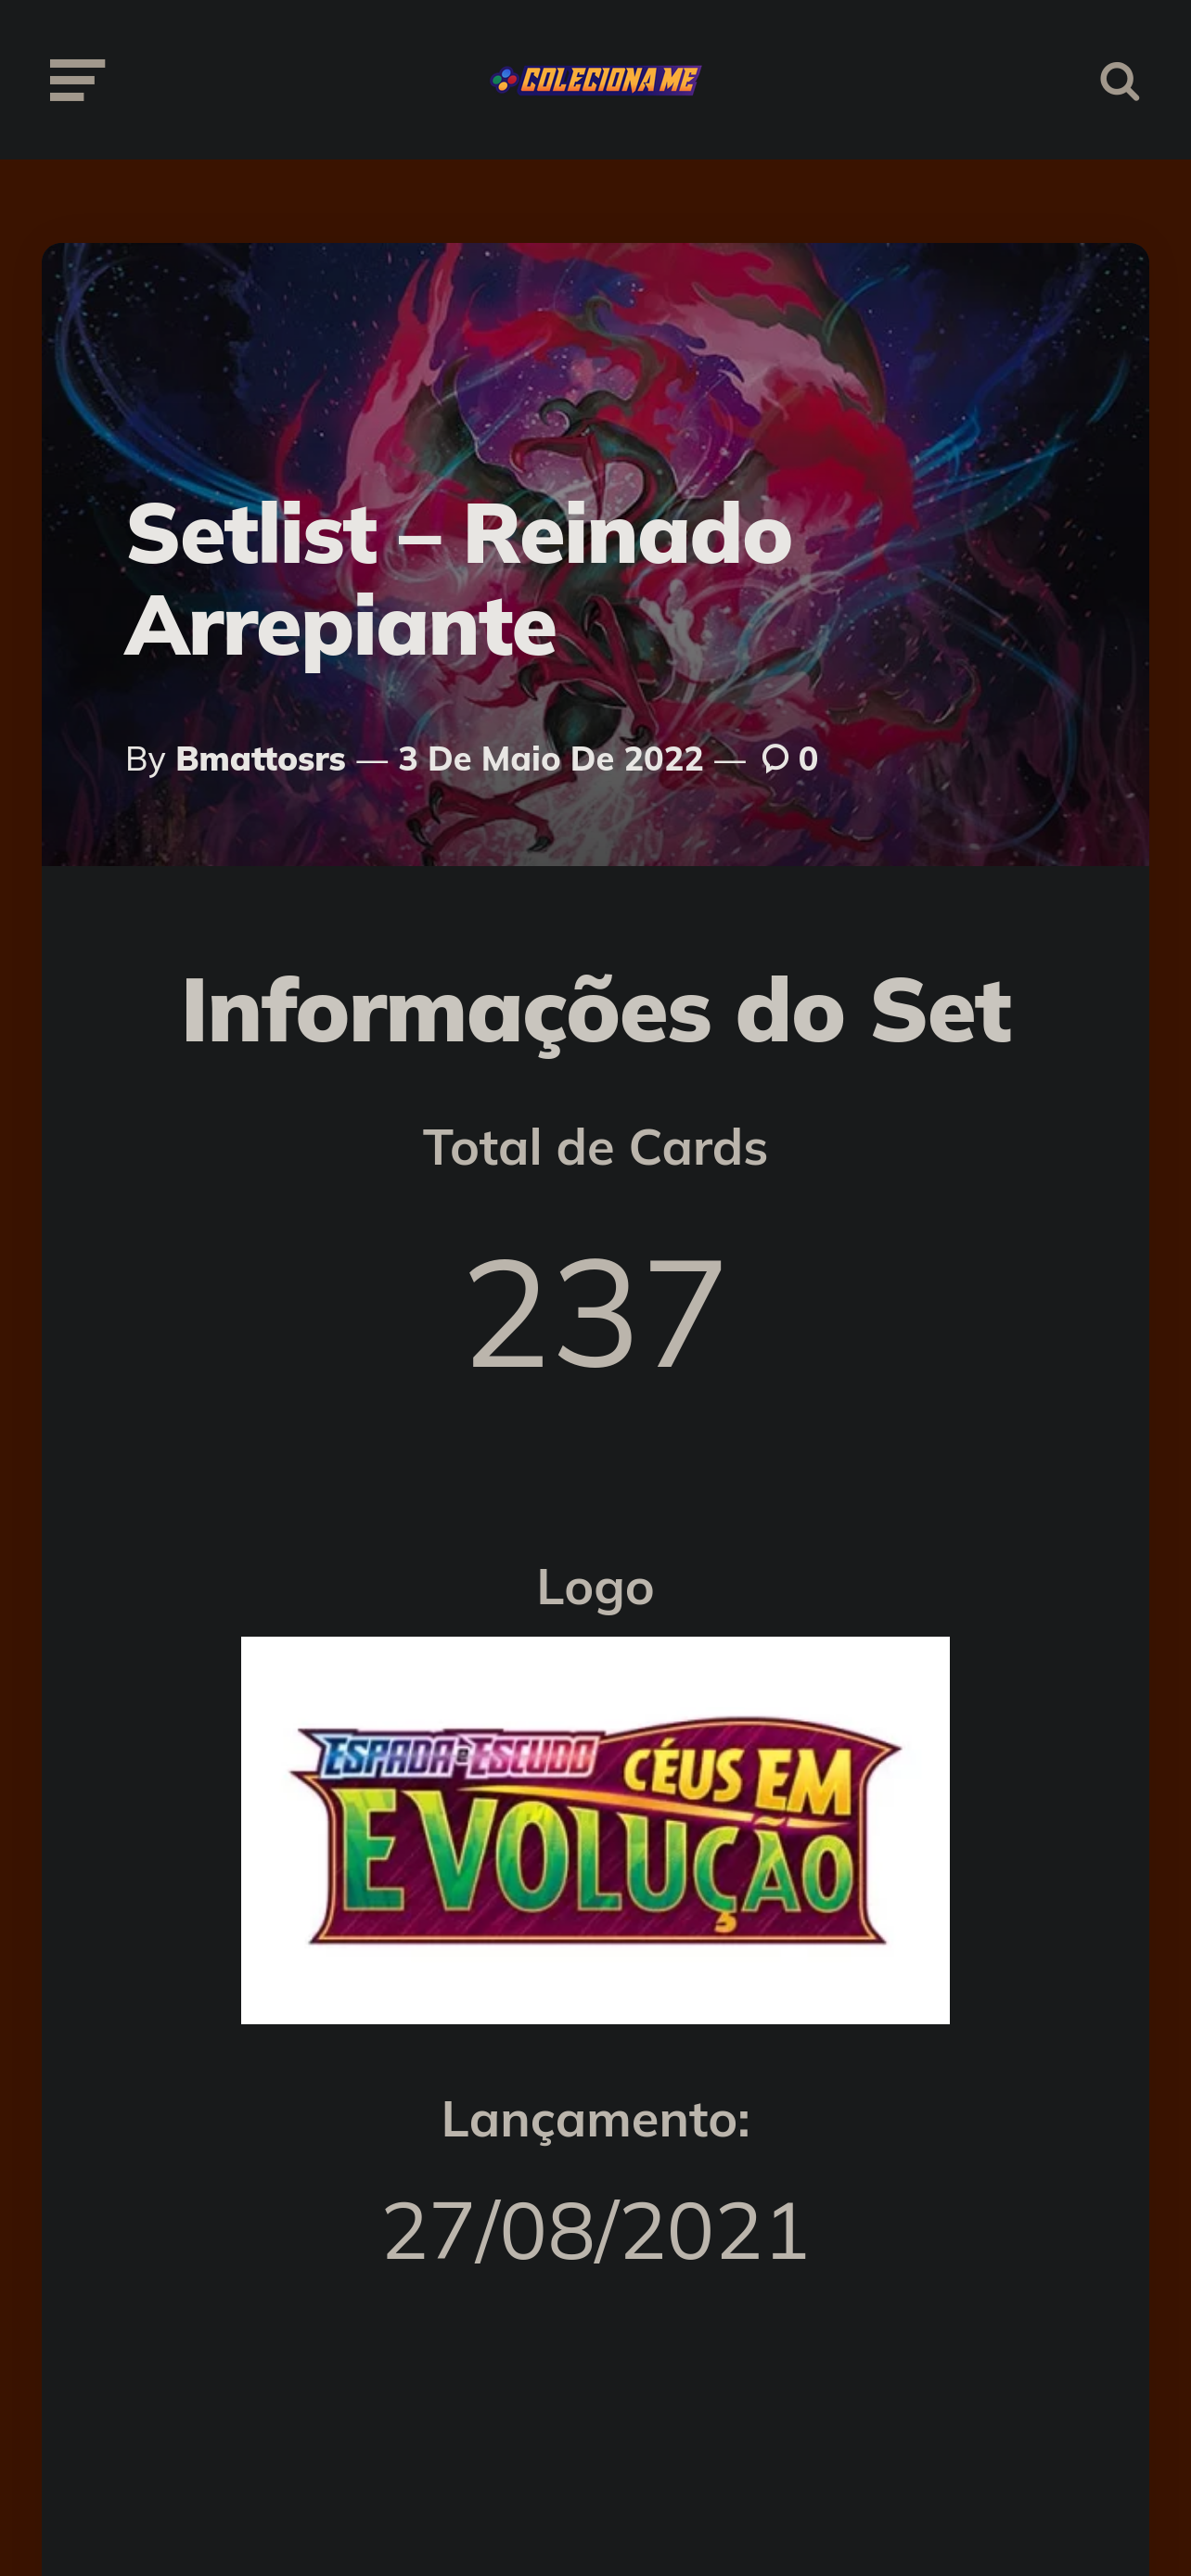 COLECIONA ME
Setlist – Reinado
Arrepiante
By Bmattosrs — 3 De Maio De 2022 — 0
Informações do Set
Total de Cards
237
Logo
ESPADA e ESCUDO
CÉUS EM
EVOLUÇÃO
Lançamento:
27/08/2021